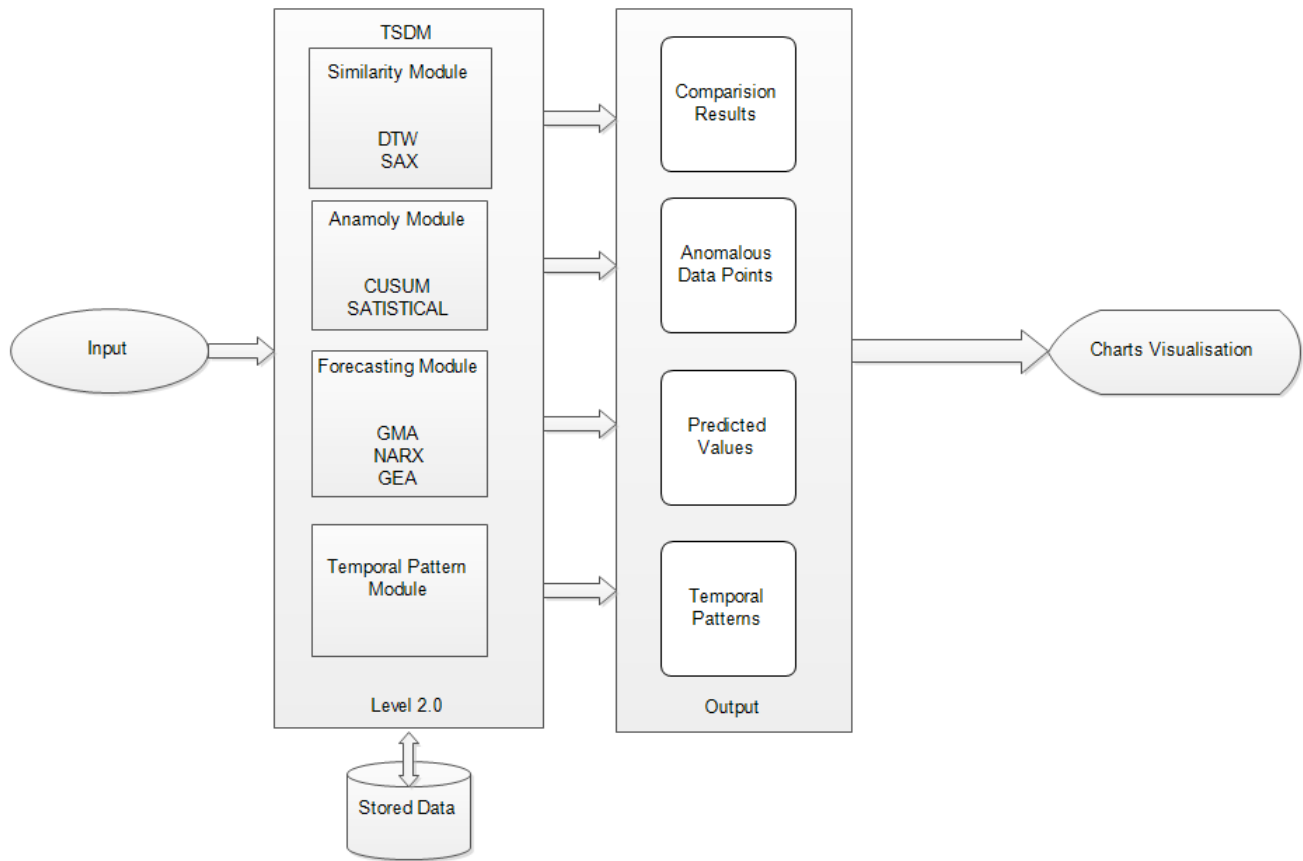 Input
TSDM
Similarity Module
DTW
SAX
Anamoly Module
CUSUM
SATISTICAL
Forecasting Module
GMA
NARX
GEA
Temporal Pattern
Module
Level 2.0
Stored Data
Comparision
Results
Anomalous
Data Points
Predicted
Values
Temporal
Patterns
Output
Charts Visualisation